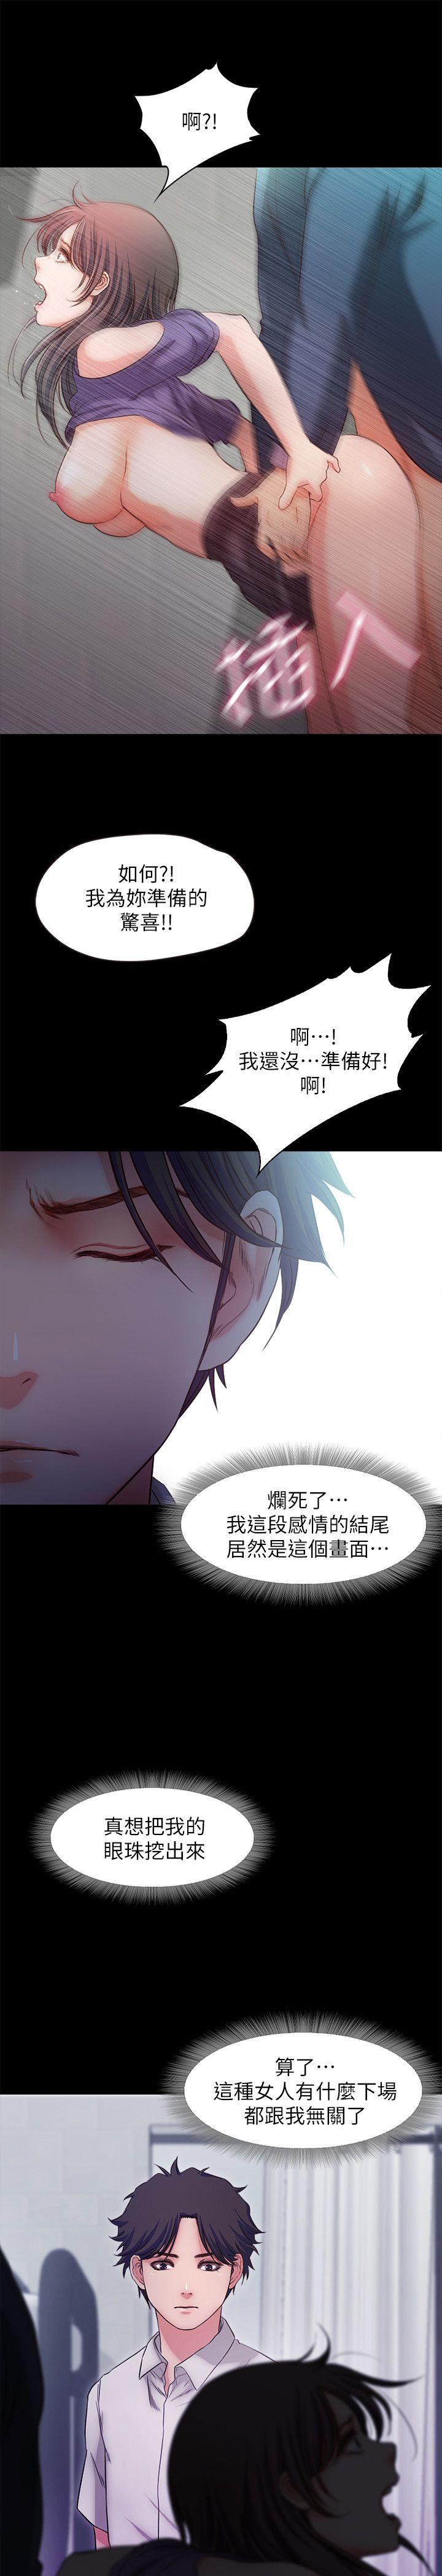 啊?!
插入
如何?!
我為妳準備的
驚喜!!
啊⋯!
我還沒⋯準備好!
啊!
爛死了⋯
我這段感情的結尾
居然是這個畫面⋯
真想把我的
眼珠挖出來
算了⋯
這種女人有什麼下場
都跟我無關了